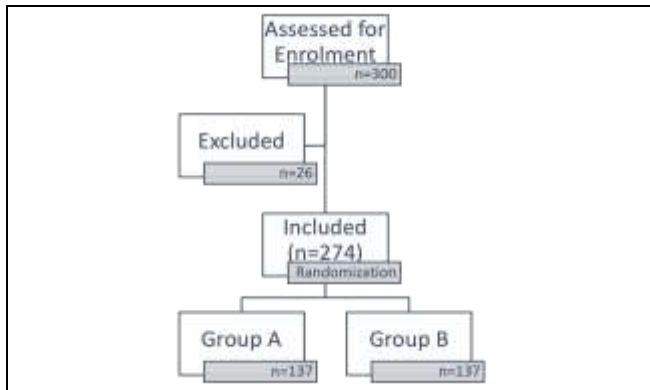 Assessed for
Enrolment
n=300
Excluded
n=26
Included
(n=274)
Randomization
Group A
n=137
Group B
n=137